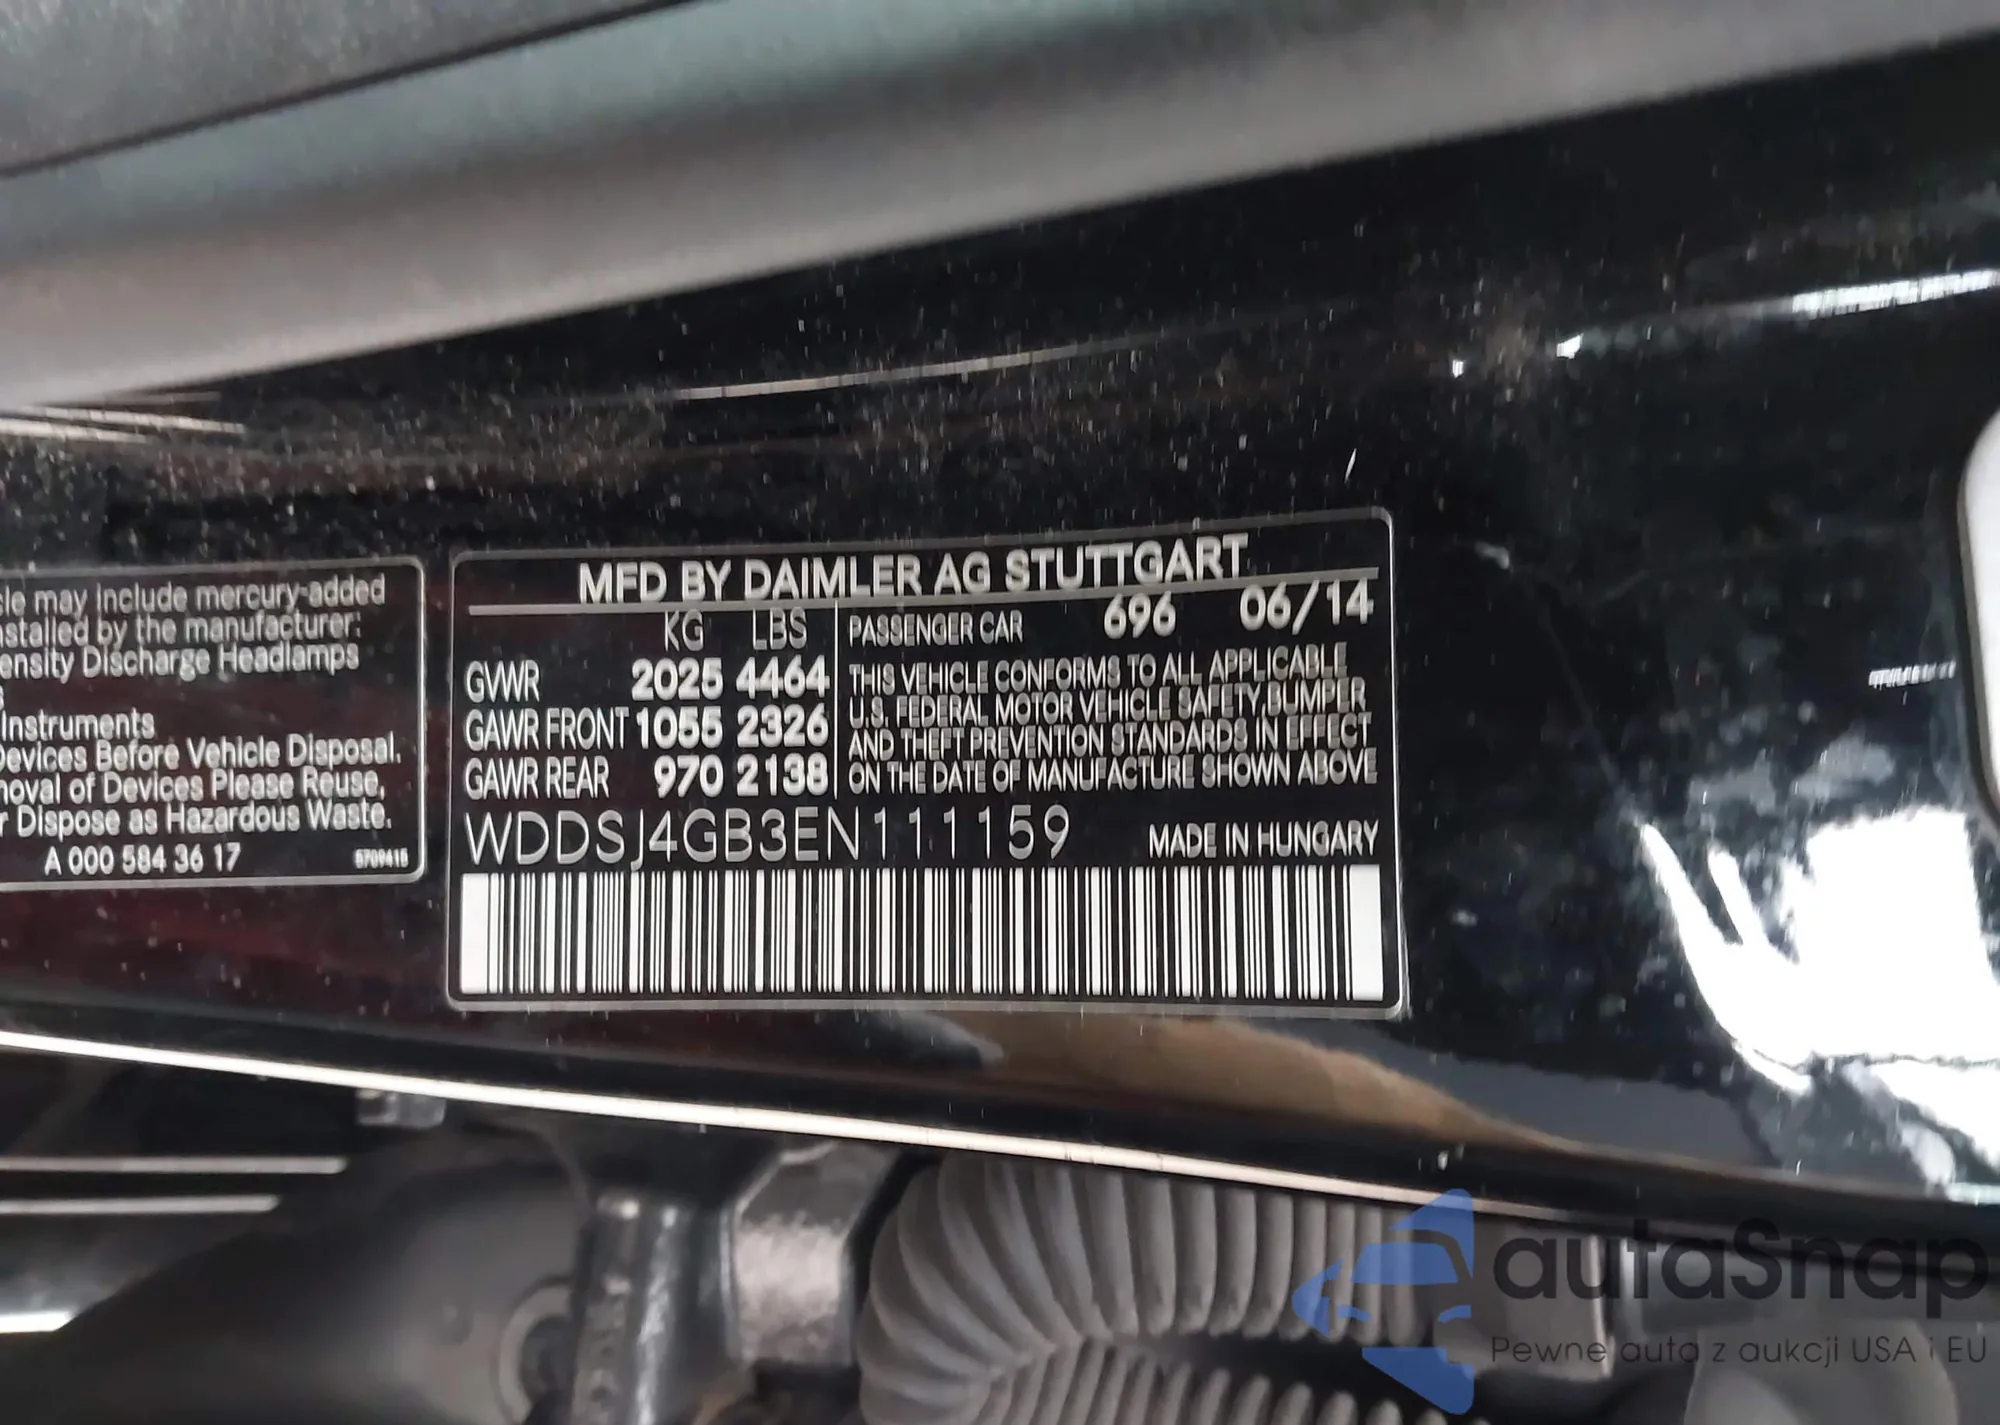 cle may include mercury-added
nstalled by the manufacturer:
ensity Discharge Headlamps
s
Instruments
Devices Before Vehicle Disposal.
moval of Devices Please Reuse,
r Dispose as Hazardous Waste.
A 000 584 36 17 5709415
MFD BY DAIMLER AG STUTTGART
KG LBS
GVWR 2025 4464
GAWR FRONT 1055 2326
GAWR REAR 970 2138
PASSENGER CAR 696 06/14
THIS VEHICLE CONFORMS TO ALL APPLICABLE
U.S. FEDERAL MOTOR VEHICLE SAFETY,BUMPER
AND THEFT PREVENTION STANDARDS IN EFFECT
ON THE DATE OF MANUFACTURE SHOWN ABOVE
WDDSJ4GB3EN111159 MADE IN HUNGARY
autaSnap
Pewne auta z aukcji USA i EU